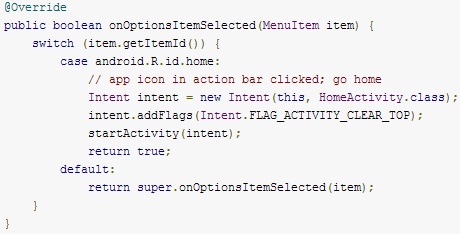 @Override
public boolean onOptionsItemSelected(MenuItem item) {
    switch (item.getItemId()) {
        case android.R.id.home:
            // app icon in action bar clicked; go home
            Intent intent = new Intent(this, HomeActivity.class);
            intent.addFlags(Intent.FLAG_ACTIVITY_CLEAR_TOP);
            startActivity(intent);
            return true;
        default:
            return super.onOptionsItemSelected(item);
    }
}